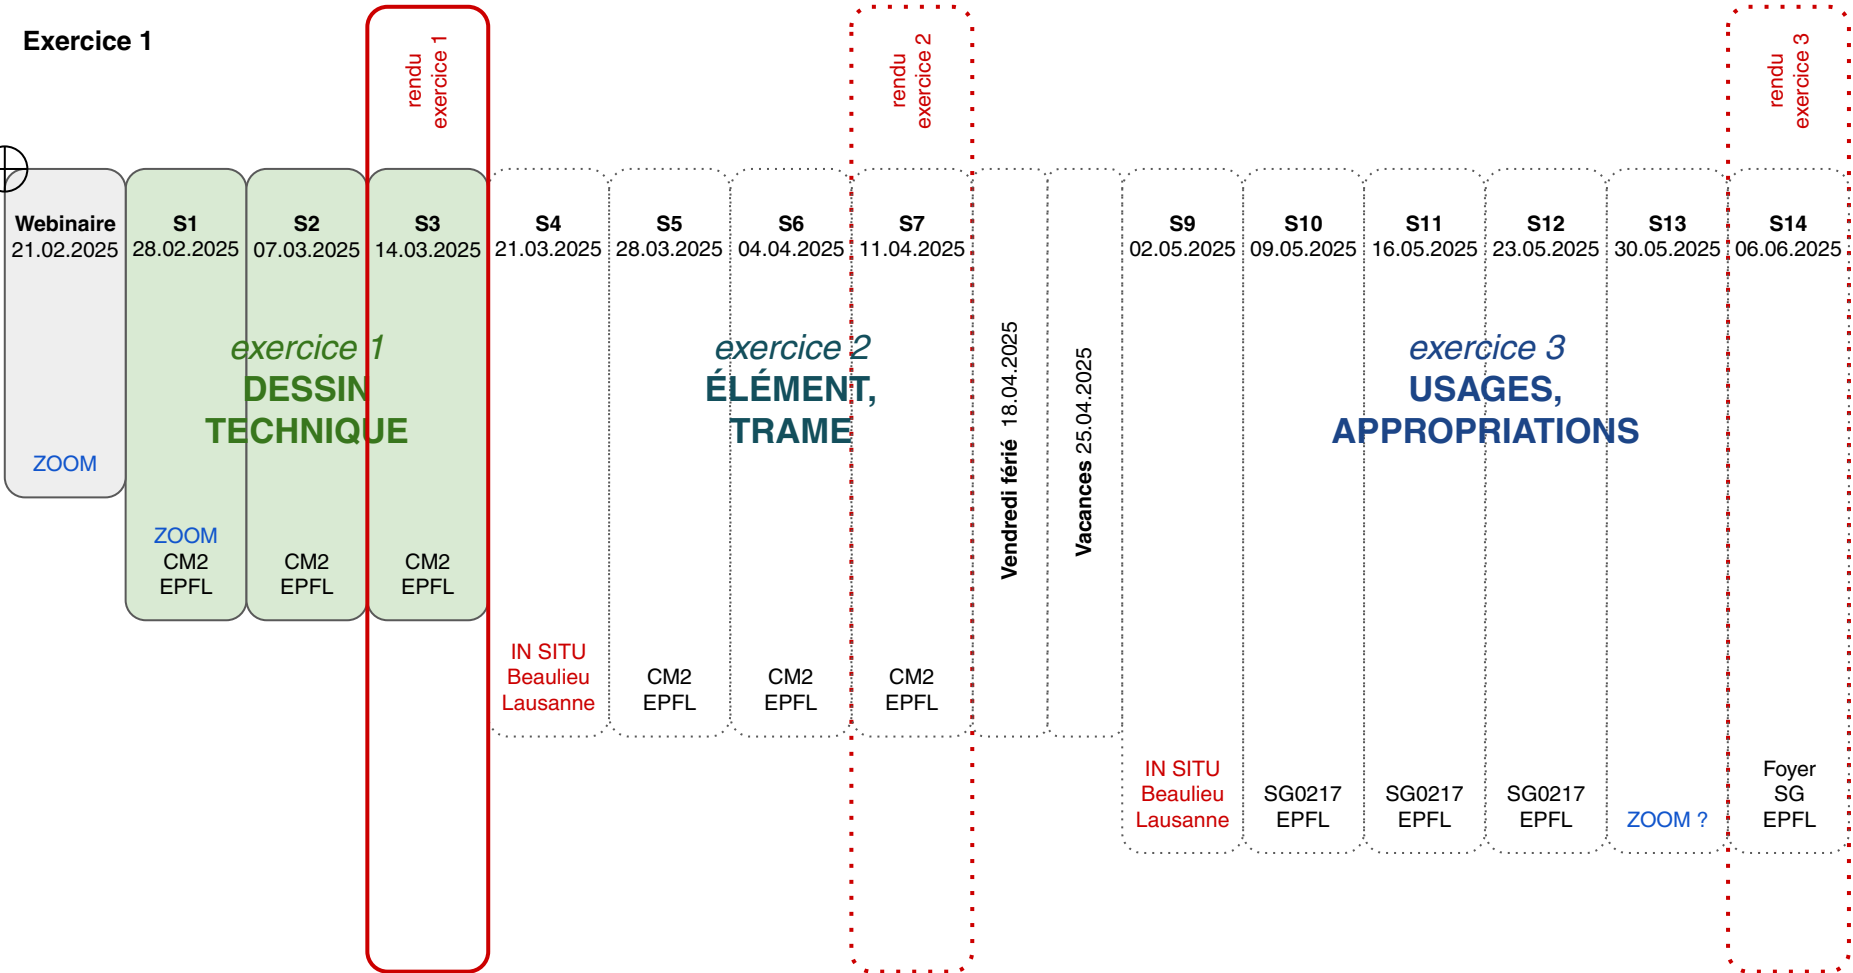 Exercice 1
rendu
exercice 1
rendu
exercice 2
rendu
exercice 3
Webinaire
21.02.2025
ZOOM
S1
28.02.2025
S2
07.03.2025
S3
14.03.2025
exercice 1
DESSIN
TECHNIQUE
ZOOM
CM2
EPFL
CM2
EPFL
CM2
EPFL
S4
21.03.2025
S5
28.03.2025
S6
04.04.2025
S7
11.04.2025
exercice 2
ÉLÉMENT,
TRAME
IN SITU
Beaulieu
Lausanne
CM2
EPFL
CM2
EPFL
CM2
EPFL
Vendredi férié 18.04.2025
Vacances 25.04.2025
S9
02.05.2025
S10
09.05.2025
S11
16.05.2025
S12
23.05.2025
S13
30.05.2025
S14
06.06.2025
exercice 3
USAGES,
APPROPRIATIONS
IN SITU
Beaulieu
Lausanne
SG0217
EPFL
SG0217
EPFL
SG0217
EPFL
ZOOM ?
Foyer
SG
EPFL